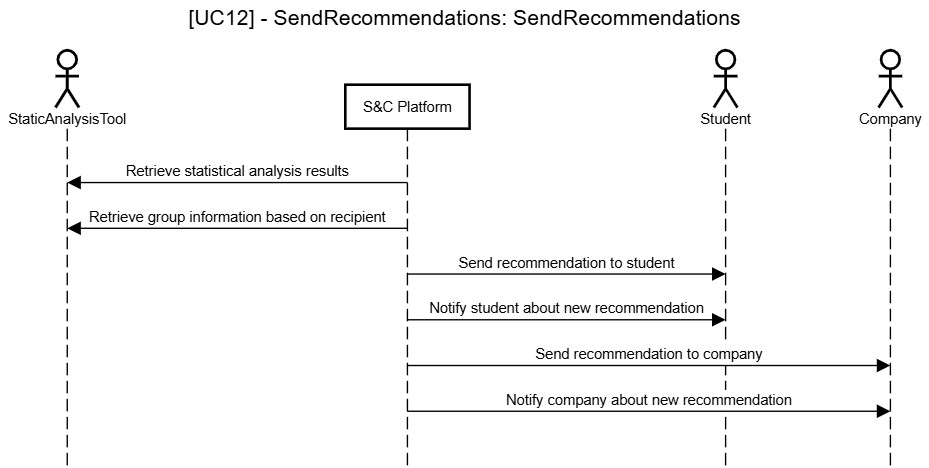 [UC12] - SendRecommendations: SendRecommendations
StaticAnalysisTool
S&C Platform
Student
Company
Retrieve statistical analysis results
Retrieve group information based on recipient
Send recommendation to student
Notify student about new recommendation
Send recommendation to company
Notify company about new recommendation